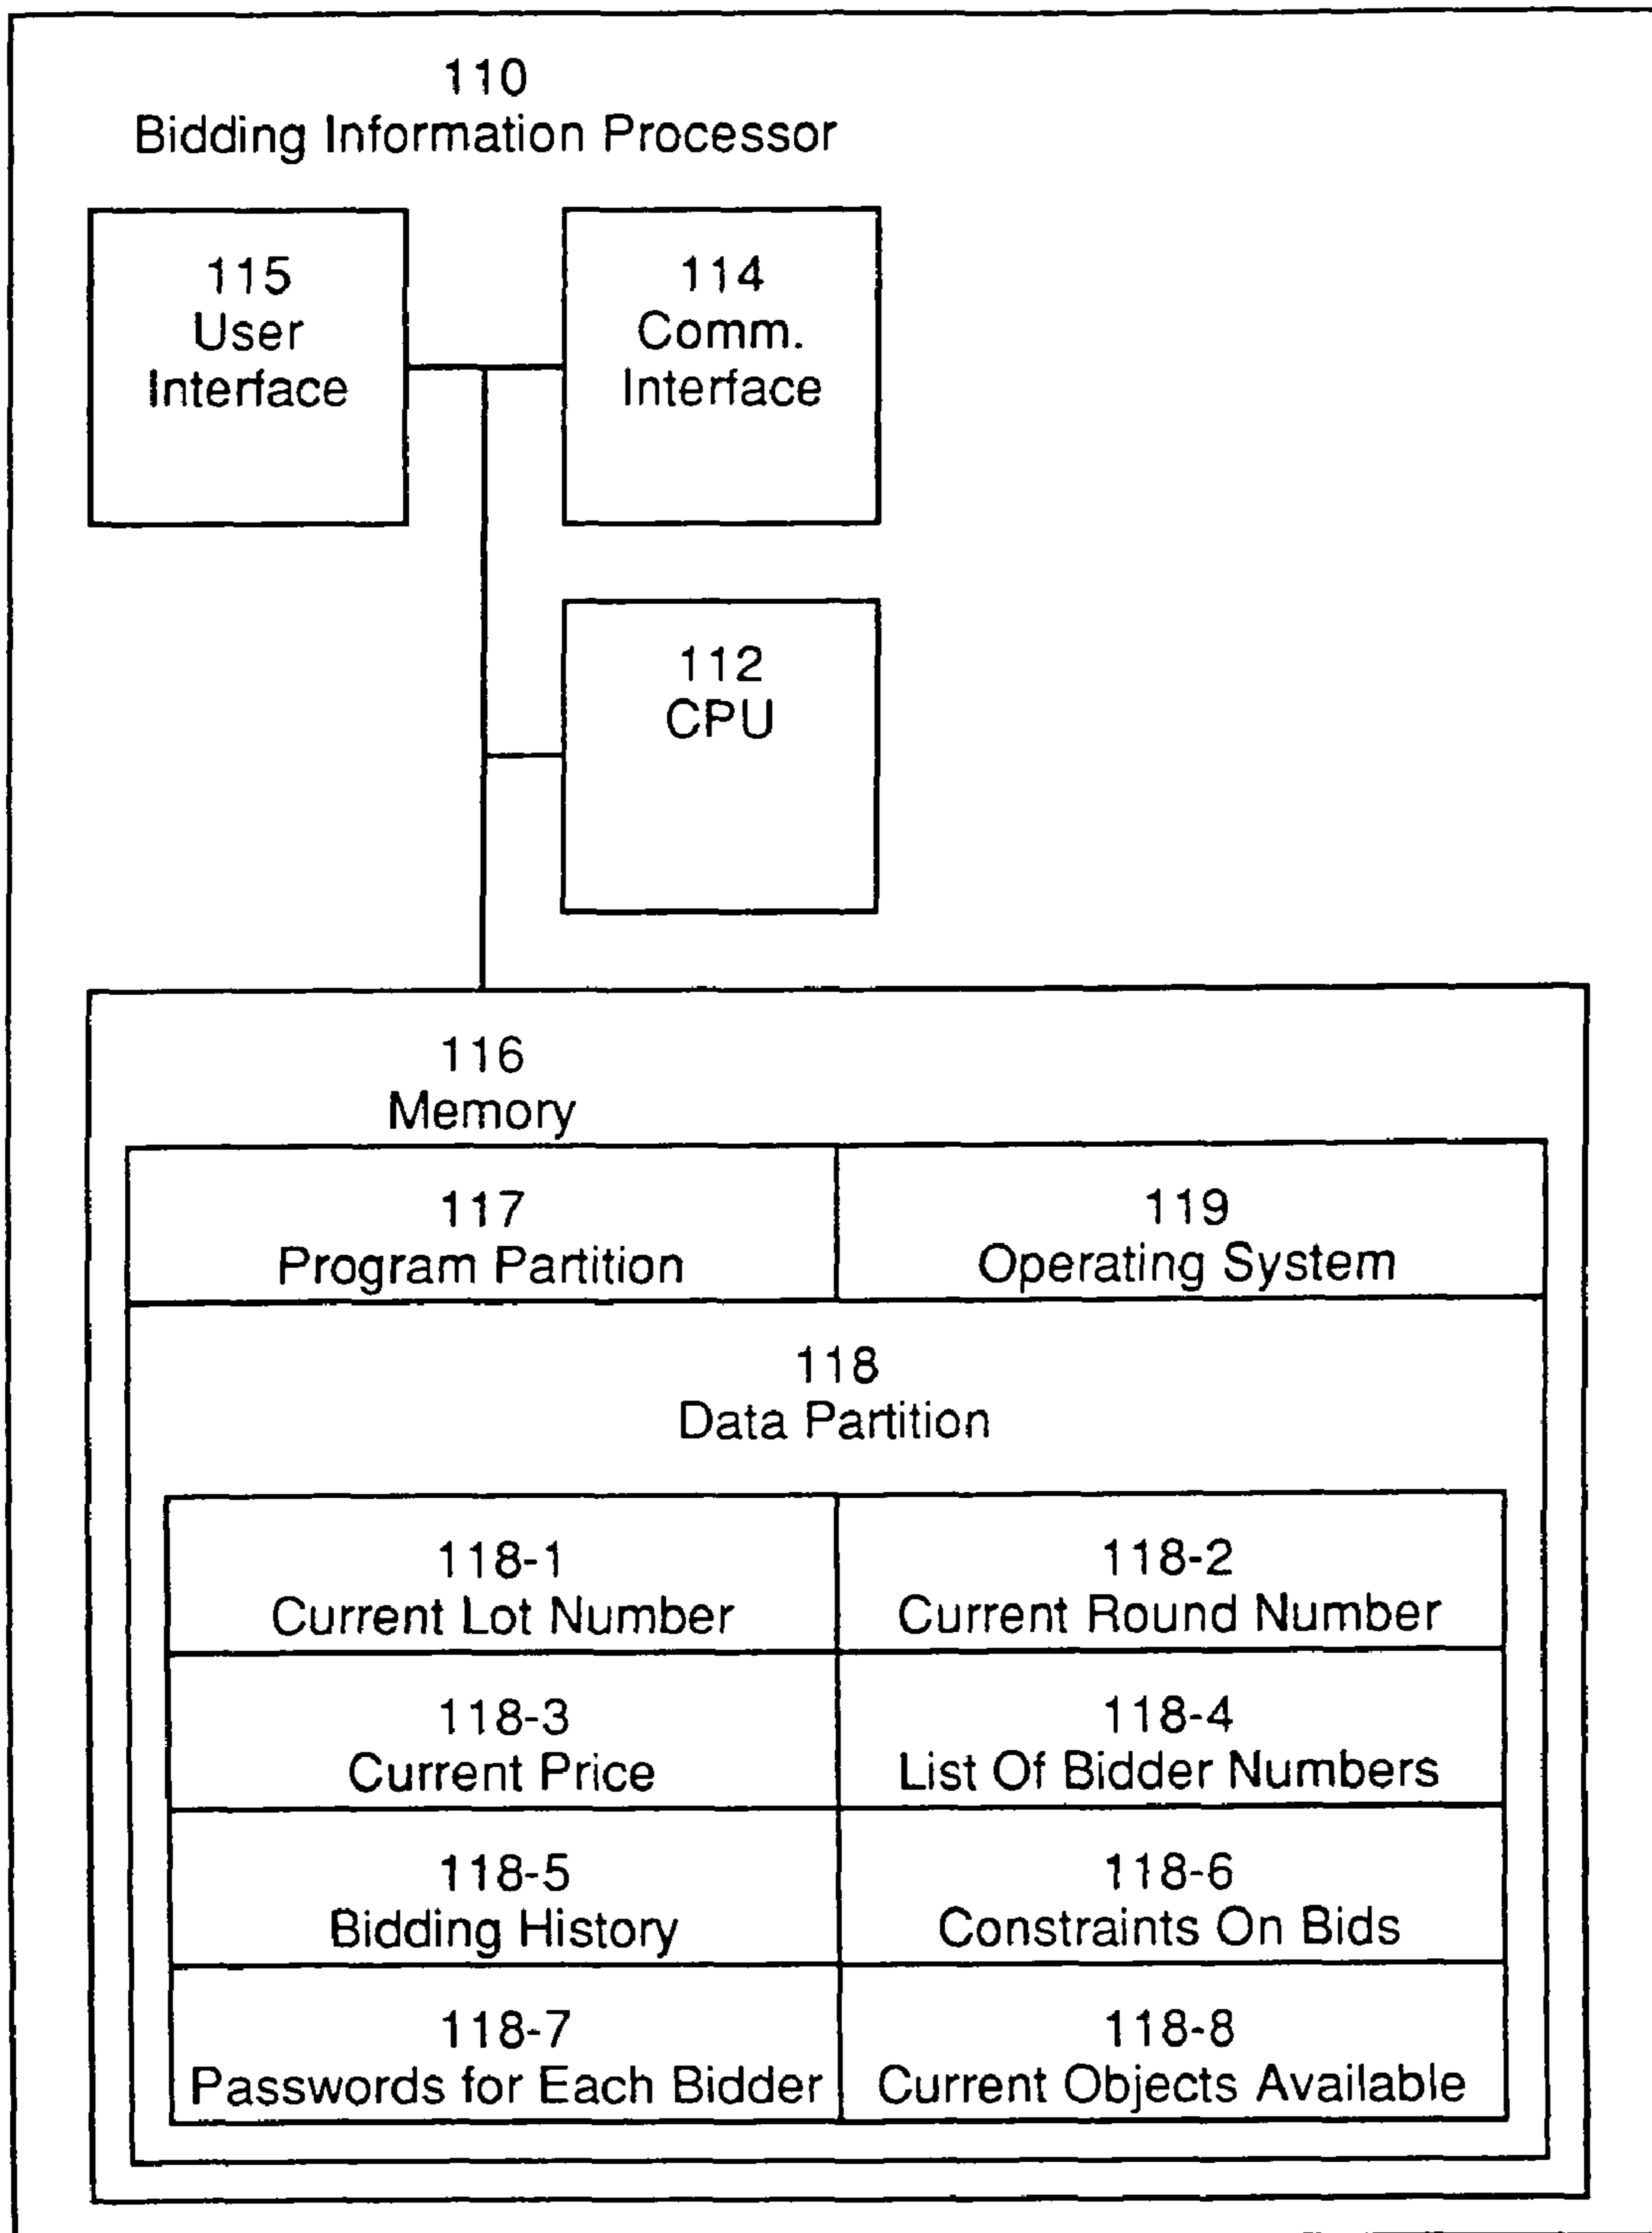 110
Bidding Information Processor
115
User
Interface
114
Comm.
Interface
112
CPU
116
Memory
117
Program Partition
119
Operating System
118
Data Partition
118-1
Current Lot Number
118-2
Current Round Number
118-3
Current Price
118-4
List Of Bidder Numbers
118-5
Bidding History
118-6
Constraints On Bids
118-7
Passwords for Each Bidder
118-8
Current Objects Available